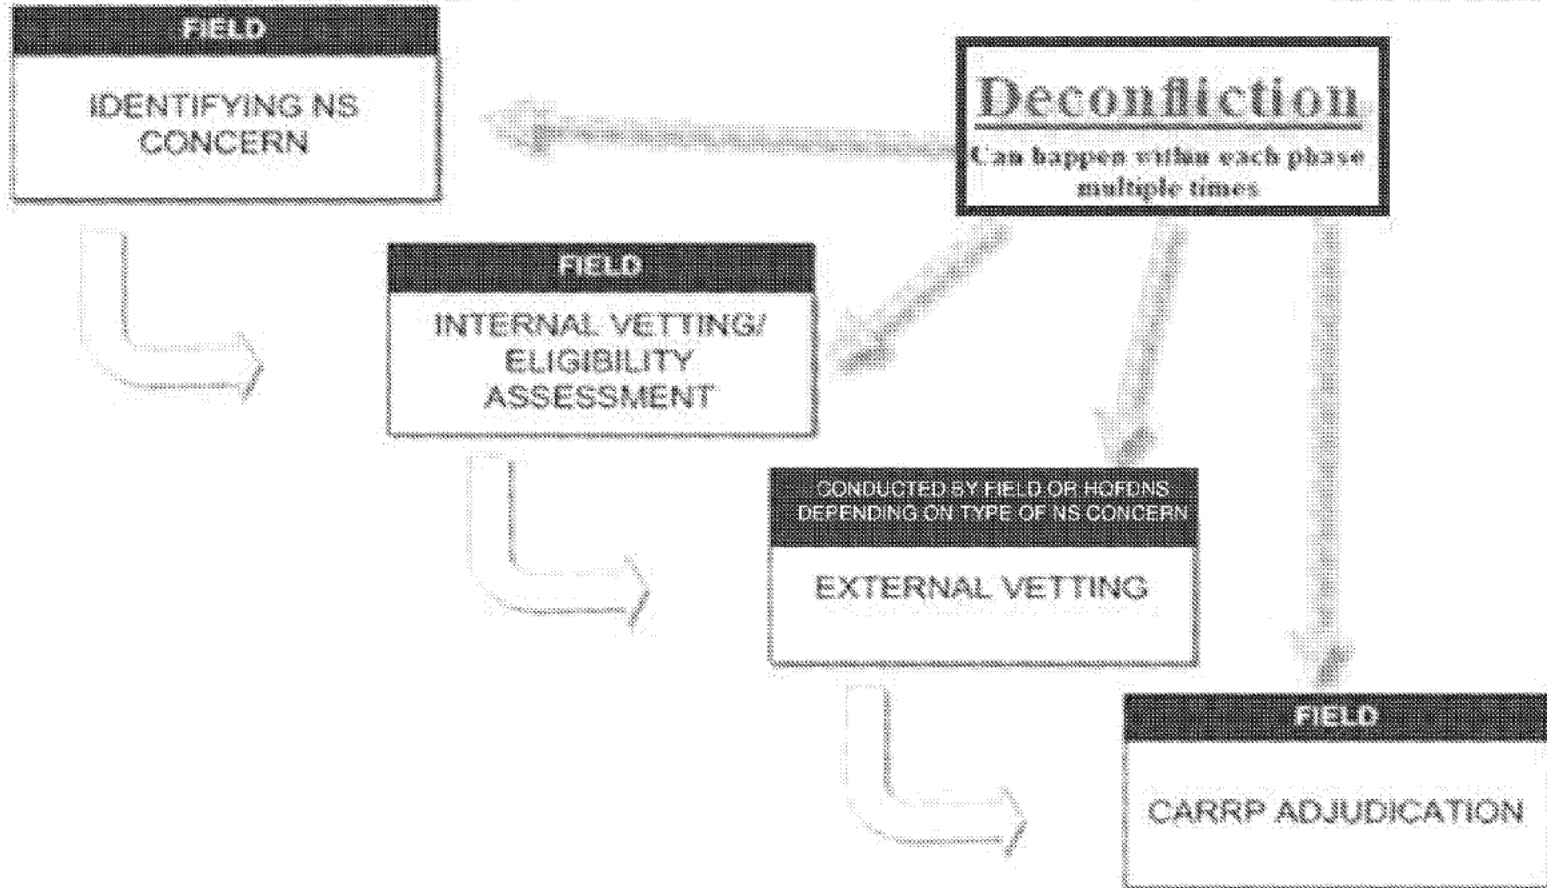 FIELD
IDENTIFYING NS
CONCERN
Deconfliction
Can happen within each phase
multiple times
FIELD
INTERNAL VETTING/
ELIGIBILITY
ASSESSMENT
CONDUCTED BY FIELD OR HQFDNS
DEPENDING ON TYPE OF NS CONCERN
EXTERNAL VETTING
FIELD
CARRP ADJUDICATION